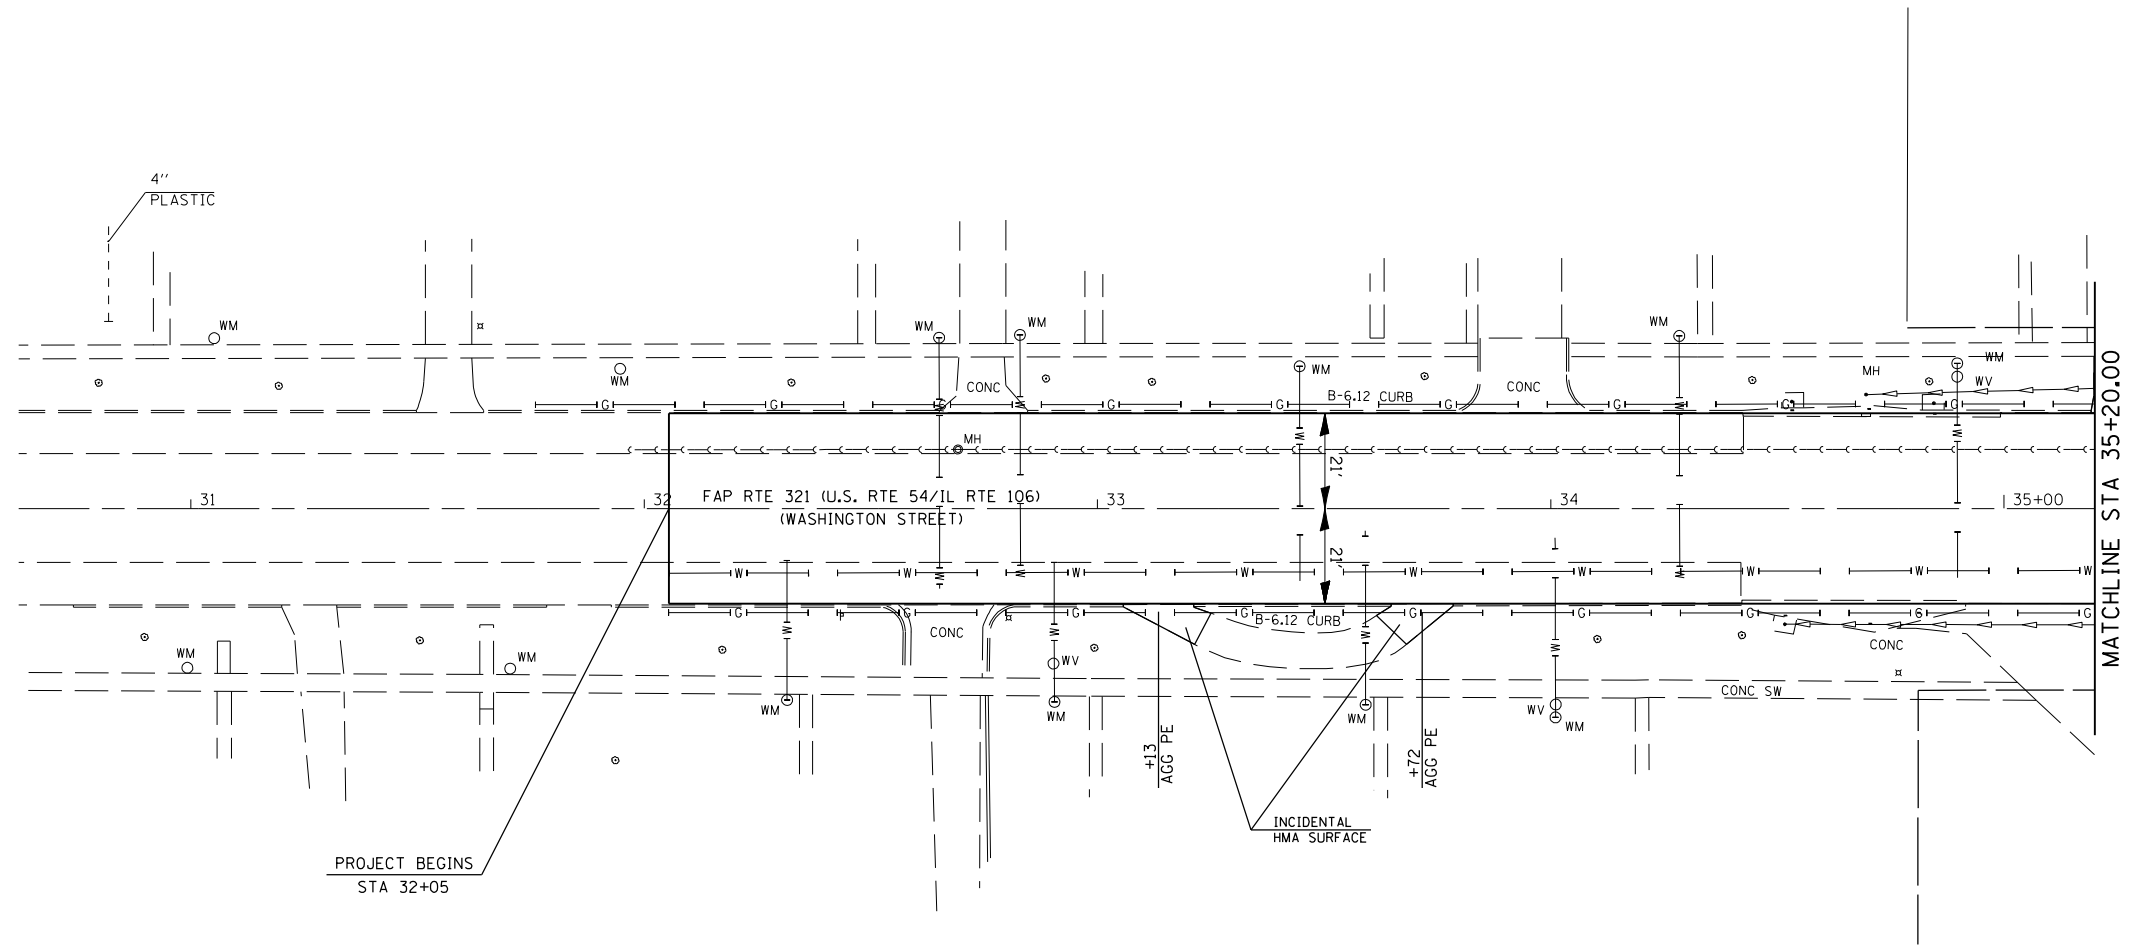 4''
PLASTIC
WM
WM
WM
WM
WM
WM
WM
WV
MH
CONC
CONC
B-6.12 CURB
G
G
G
G
G
G
G
G
G
MATCHLINE STA 35+20.00
MH
21'
W
W
W
W
W
31
32
33
34
35+00
FAP RTE 321 (U.S. RTE 54/IL RTE 106)
(WASHINGTON STREET)
21'
W
W
W
W
W
W
W
W
W
W
W
W
G
P
G
G
G
G
G
G
G
G
B-6.12 CURB
CONC
CONC
W
W
W
W
WM
WM
WV
CONC SW
WM
WM
WM
WV
WM
+13
AGG PE
+72
AGG PE
INCIDENTAL
HMA SURFACE
PROJECT BEGINS
STA 32+05